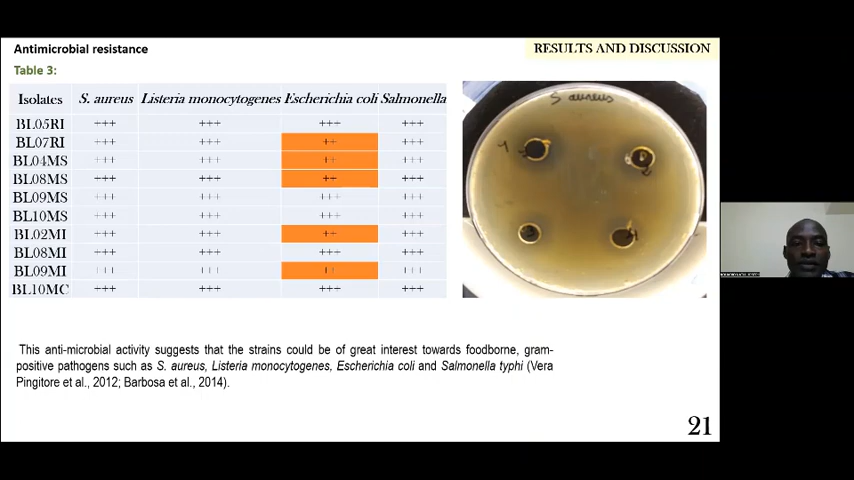 Antimicrobial resistance
RESULTS AND DISCUSSION
Table 3:
Isolates S. aureus Listeria monocytogenes Escherichia coli Salmonella
BL05RI +++ +++ +++ +++
BL07RI +++ +++ ++ +++
BL04MS +++ +++ ++ +++
BL08MS +++ +++ ++ +++
BL09MS +++ +++ +++ +++
BL10MS +++ +++ +++ +++
BL02MI +++ +++ ++ +++
BL08MI +++ +++ +++ +++
BL09MI +++ +++ ++ +++
BL10MC +++ +++ +++ +++
S aureus
This anti-microbial activity suggests that the strains could be of great interest towards foodborne, gram-
positive pathogens such as S. aureus, Listeria monocytogenes, Escherichia coli and Salmonella typhi (Vera
Pingitore et al., 2012; Barbosa et al., 2014).
21